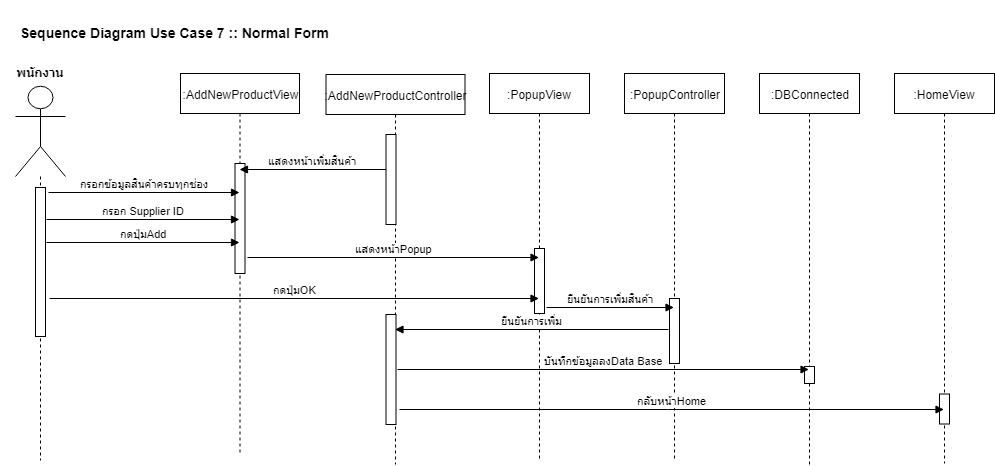 Sequence Diagram Use Case 7 :: Normal Form
พนักงาน
:AddNewProductView
:AddNewProductController
:PopupView
:PopupController
:DBConnected
:HomeView
แสดงหน้าเพิ่มสินค้า
กรอกข้อมูลสินค้าครบทุกช่อง
กรอก Supplier ID
กดปุ่มAdd
แสดงหน้าPopup
กดปุ่มOK
ยืนยันการเพิ่มสินค้า
ยืนยันการเพิ่ม
บันทึกข้อมูลลงData Base
กลับหน้าHome